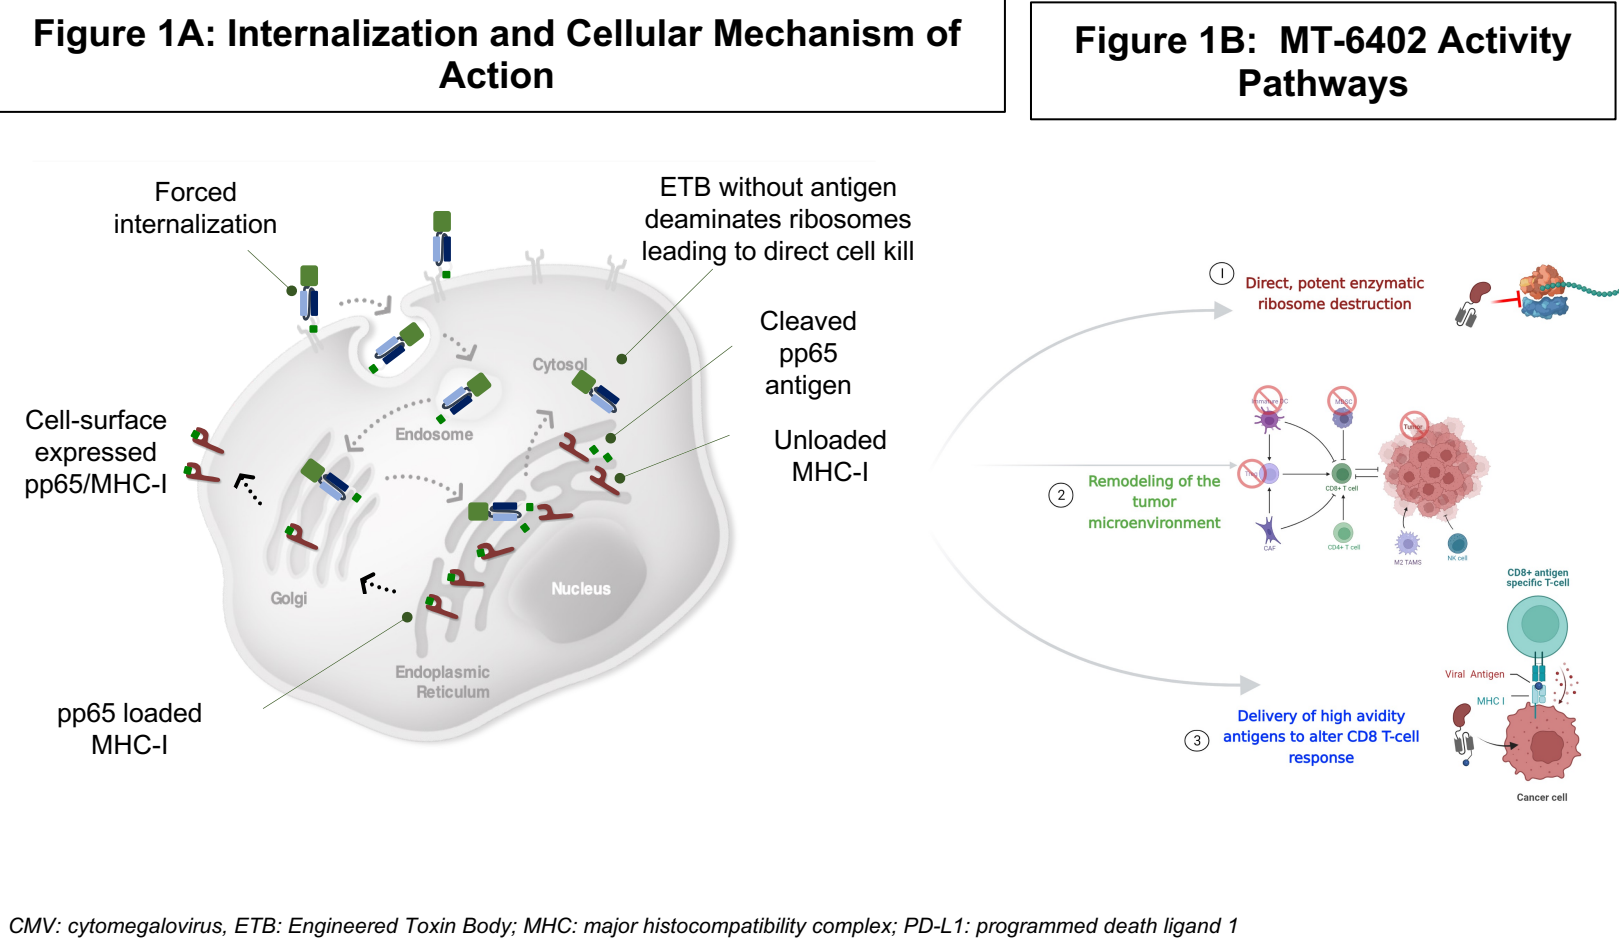 Figure 1A: Internalization and Cellular Mechanism of
Action
Figure 1B:  MT-6402 Activity
Pathways
Forced
internalization
ETB without antigen
deaminates ribosomes
leading to direct cell kill
Cleaved
pp65
antigen
Unloaded
MHC-I
Cell-surface
expressed
pp65/MHC-I
pp65 loaded
MHC-I
Cytosol
Endosome
Golgi
Nucleus
Endoplasmic
Reticulum
1
Direct, potent enzymatic
ribosome destruction
2
Remodeling of the
tumor
microenvironment
Immature DC
MDSC
Tumor
Treg
CD8+ T cell
CAF
CD4+ T cell
M2 TAMS
NK cell
3
Delivery of high avidity
antigens to alter CD8 T-cell
response
CD8+ antigen
specific T-cell
Viral Antigen
MHC I
Cancer cell
CMV: cytomegalovirus, ETB: Engineered Toxin Body; MHC: major histocompatibility complex; PD-L1: programmed death ligand 1